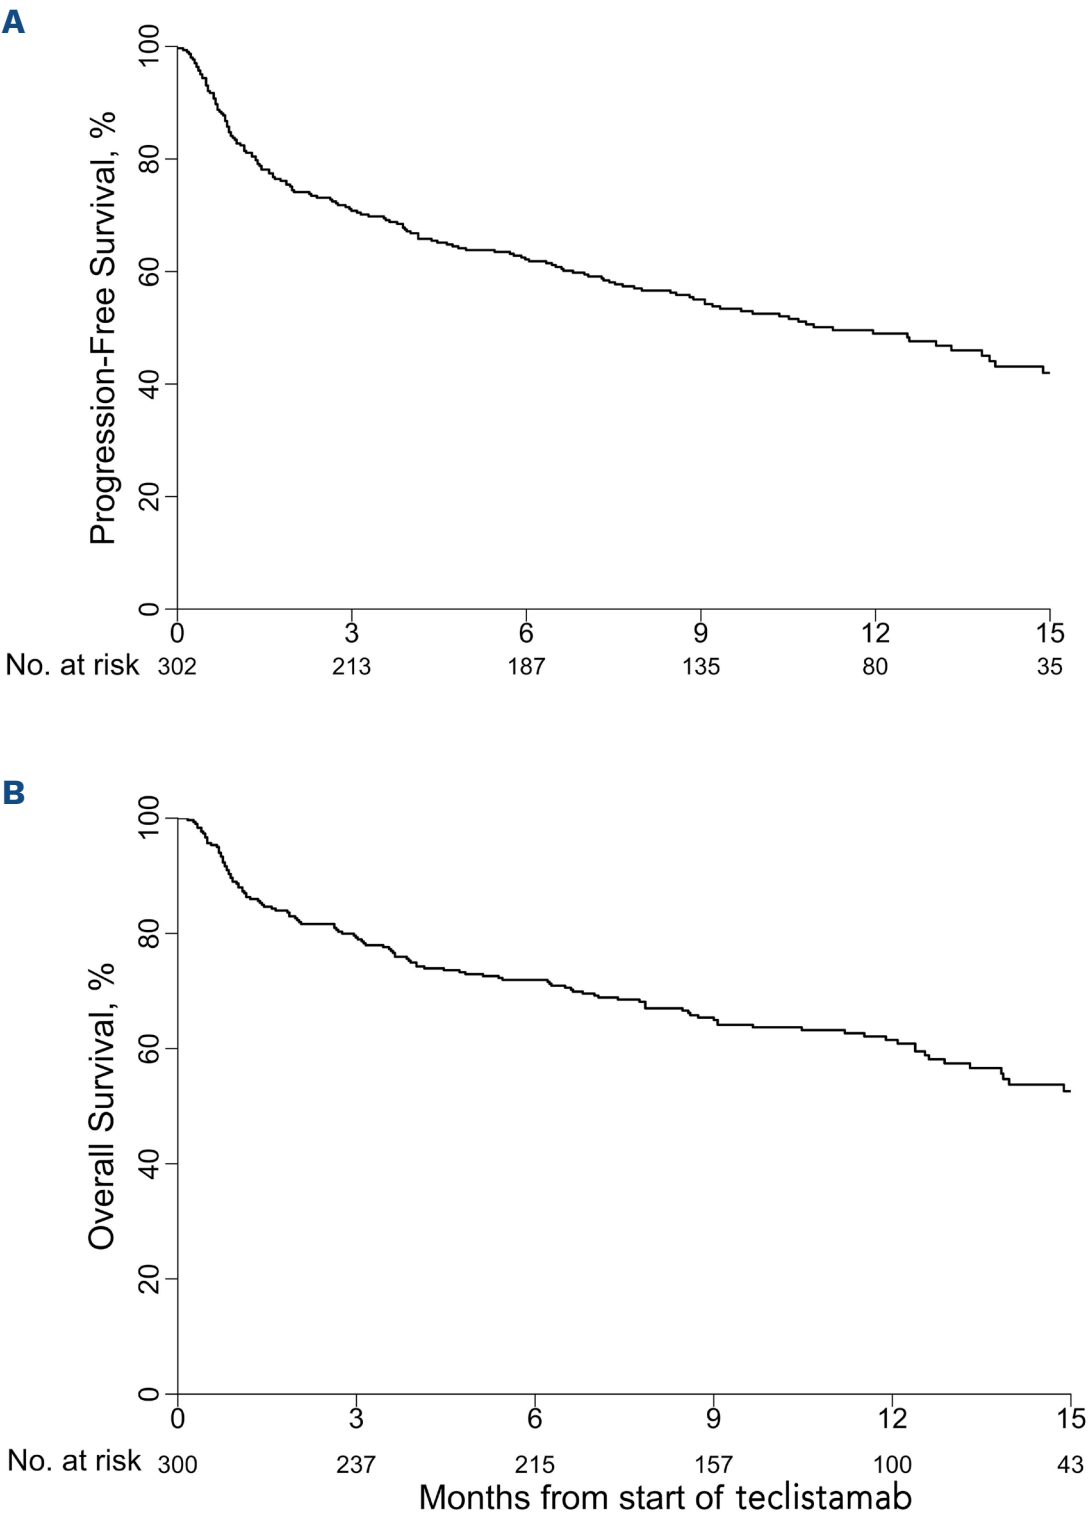 A
Progression-Free Survival, %
100
80
60
40
20
0
0 3 6 9 12 15
No. at risk 302 213 187 135 80 35
B
Overall Survival, %
100
80
60
40
20
0
0 3 6 9 12 15
No. at risk 300 237 215 157 100 43
Months from start of teclistamab